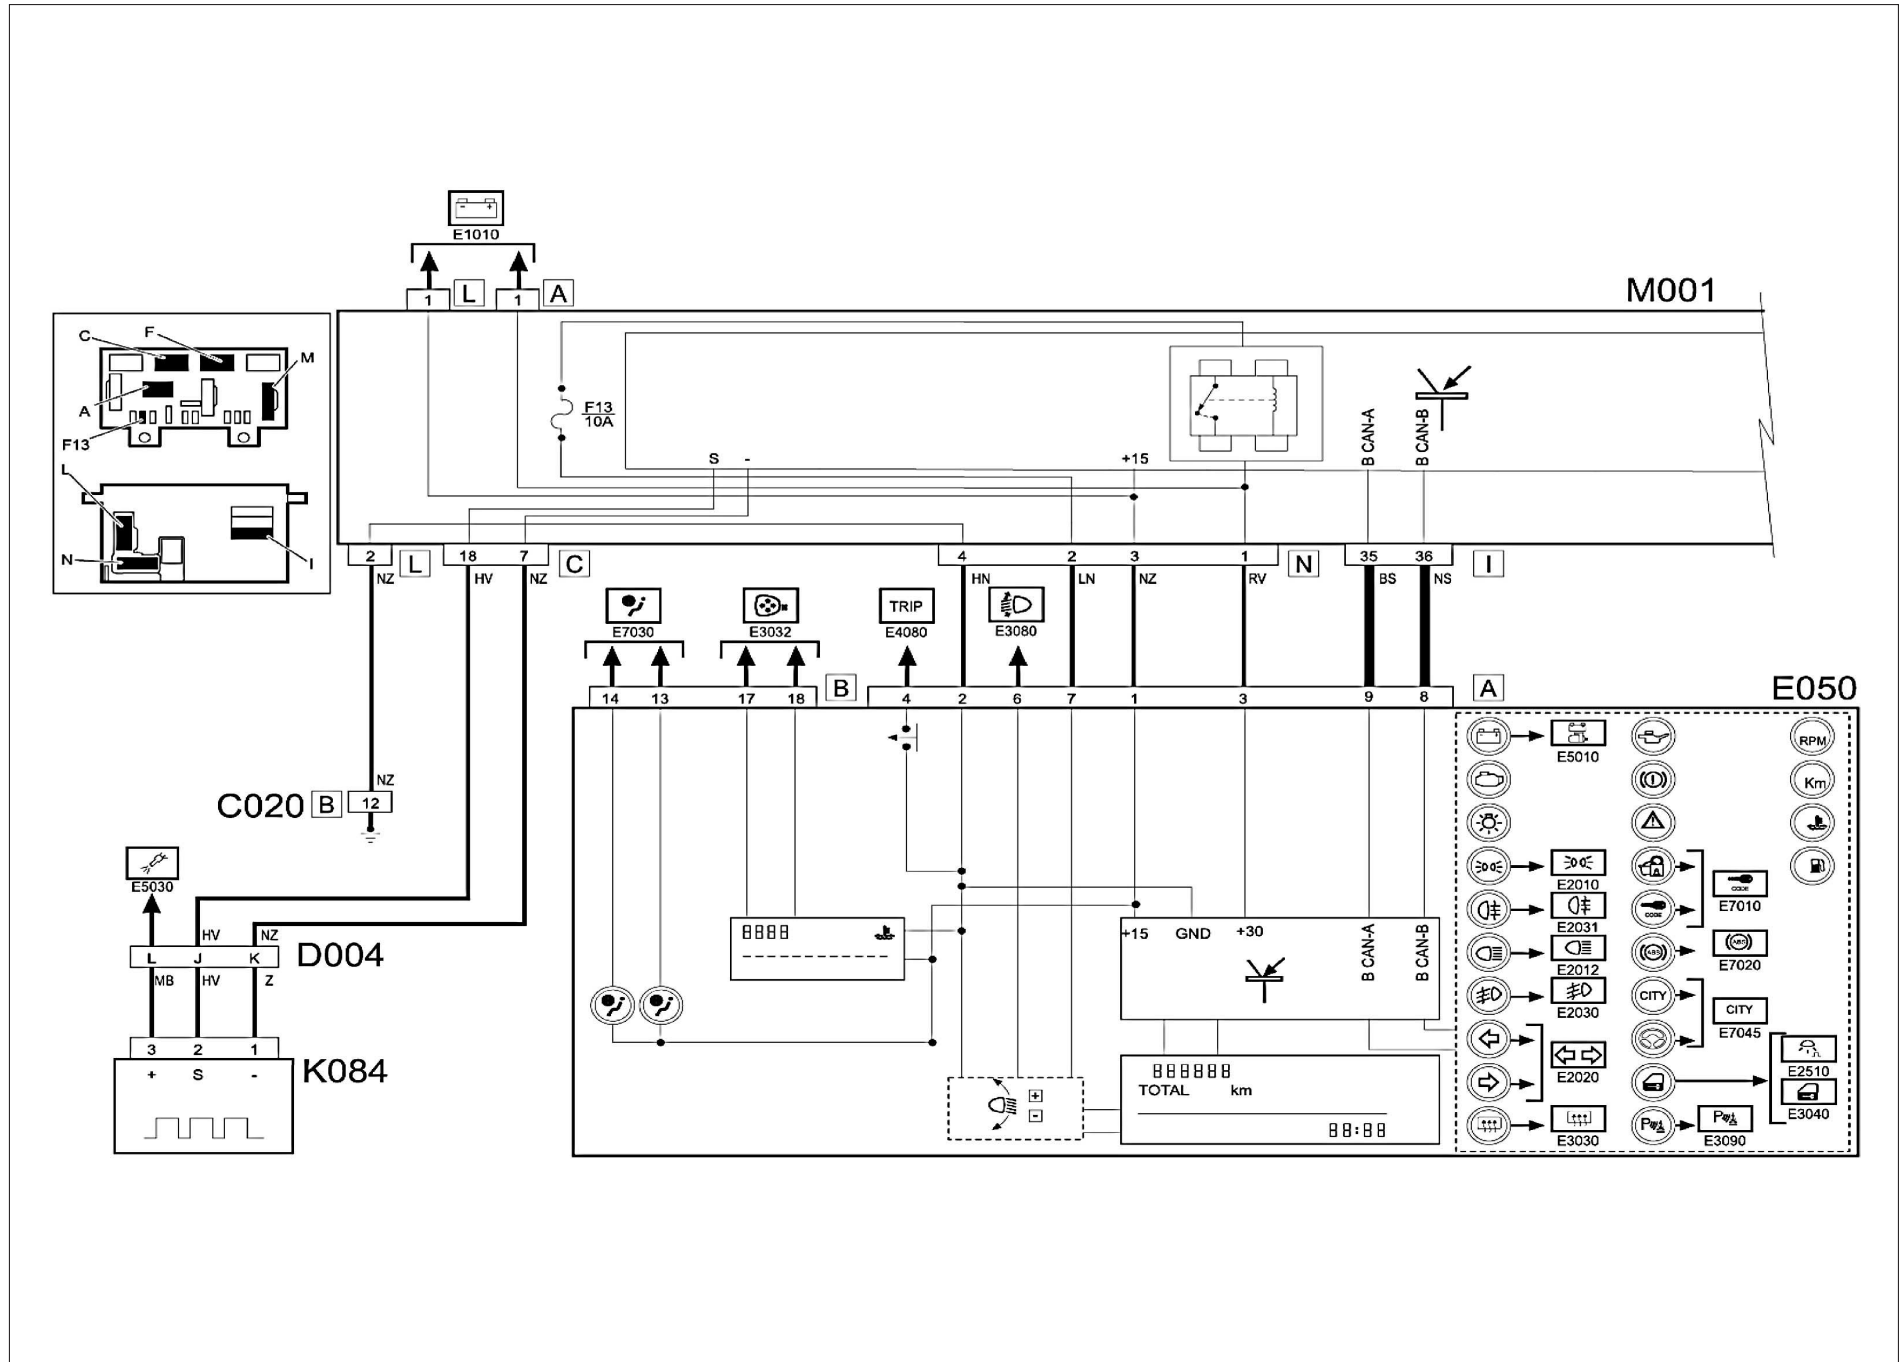 E1010
1 L 1 A
M001
C F
M
A
F13
L
N I
F13
10A
S - +15 B CAN-A B CAN-B
2 L 18 7 C 4 2 3 1 N 35 36 I
NZ HV NZ HN LN NZ RV BS NS
TRIP
E7030 E3032 E4080 E3080
14 13 17 18 B 4 2 6 7 1 3 9 8 A
E050
NZ
C020 B 12
E5030
HV NZ
L J K D004
MB HV Z
3 2 1
+ S - K084
8888
+15 GND +30 B CAN-A B CAN-B
+
-
888888
TOTAL km
88:88
E5010
RPM
Km
E2010
CODE
E7010
CODE
E2031
ABS ABS
E2012 E7020
E2030
CITY CITY
E7045
E2020
E2510
E3040
P P
E3030 E3090